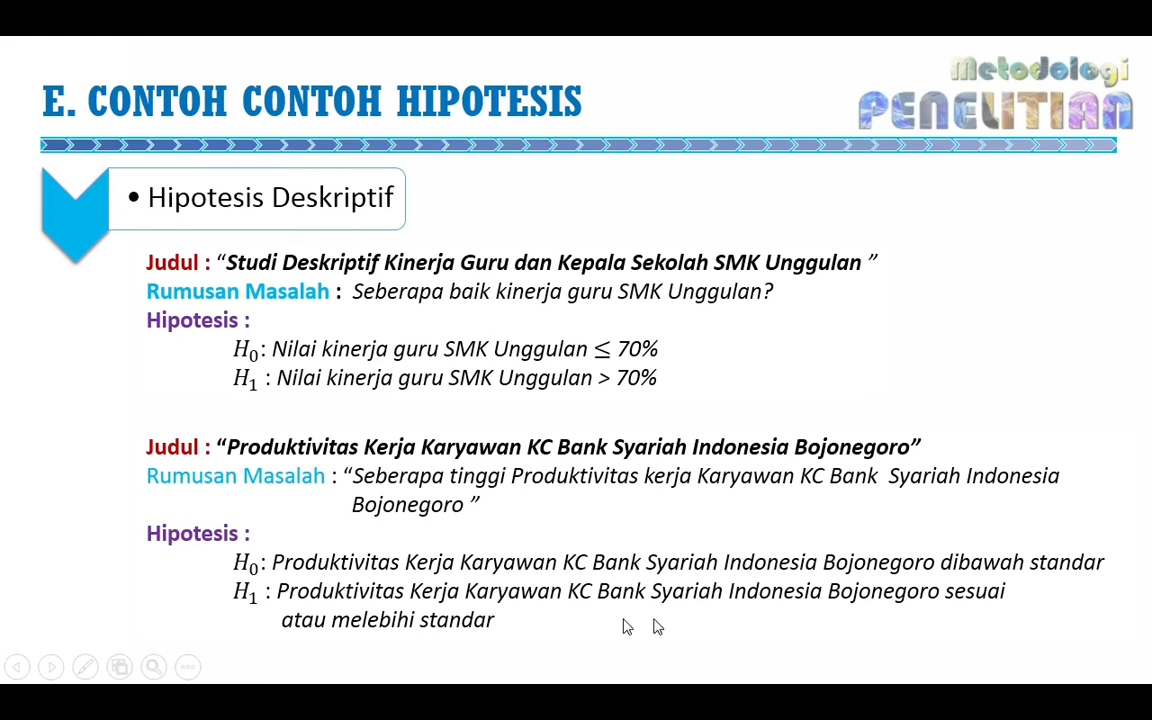 Metodologi
PENELITIAN
E. CONTOH CONTOH HIPOTESIS
• Hipotesis Deskriptif
Judul : “Studi Deskriptif Kinerja Guru dan Kepala Sekolah SMK Unggulan ”
Rumusan Masalah : Seberapa baik kinerja guru SMK Unggulan?
Hipotesis :
H₀: Nilai kinerja guru SMK Unggulan ≤ 70%
H₁ : Nilai kinerja guru SMK Unggulan > 70%
Judul : “Produktivitas Kerja Karyawan KC Bank Syariah Indonesia Bojonegoro”
Rumusan Masalah : “Seberapa tinggi Produktivitas kerja Karyawan KC Bank Syariah Indonesia
Bojonegoro ”
Hipotesis :
H₀: Produktivitas Kerja Karyawan KC Bank Syariah Indonesia Bojonegoro dibawah standar
H₁ : Produktivitas Kerja Karyawan KC Bank Syariah Indonesia Bojonegoro sesuai
atau melebihi standar